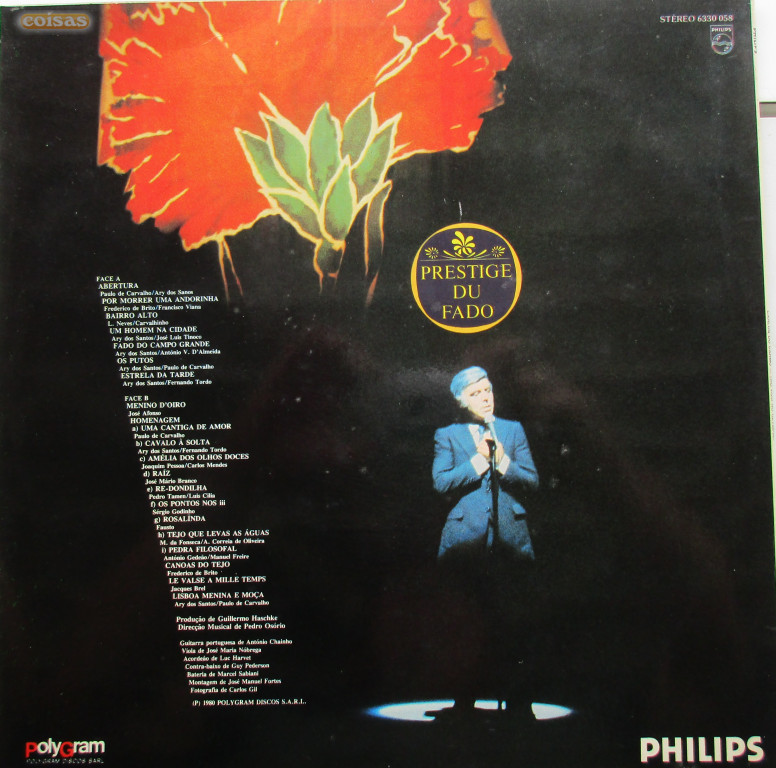 coisas
STÉREO 6330 058
PHILIPS
PRESTIGE
DU
FADO
FACE A
ABERTURA
Paulo de Carvalho/Ary dos Sanos
POR MORRER UMA ANDORINHA
Frederico de Brito/Francisco Viana
BAIRRO ALTO
L. Neves/Carvalhinho
UM HOMEM NA CIDADE
Ary dos Santos/José Luis Tinoco
FADO DO CAMPO GRANDE
Ary dos Santos/António V. D'Almeida
OS PUTOS
Ary dos Santos/Paulo de Carvalho
ESTRELA DA TARDE
Ary dos Santos/Fernando Tordo
FACE B
MENINO D'OIRO
José Afonso
HOMENAGEM
a) UMA CANTIGA DE AMOR
Paulo de Carvalho
b) CAVALO À SOLTA
Ary dos Santos/Fernando Tordo
c) AMÉLIA DOS OLHOS DOCES
Joaquim Pessoa/Carlos Mendes
d) RAÍZ
José Mário Branco
e) RE-DONDILHA
Pedro Tamen/Luis Cilia
f) OS PONTOS NOS iii
Sérgio Godinho
g) ROSALINDA
Fausto
h) TEJO QUE LEVAS AS ÁGUAS
M. da Fonseca/A. Correia de Oliveira
i) PEDRA FILOSOFAL
António Gedeão/Manuel Freire
CANOAS DO TEJO
Frederico de Brito
LE VALSE A MILLE TEMPS
Jacques Brel
LISBOA MENINA E MOÇA
Ary dos Santos/Paulo de Carvalho
Produção de Guillermo Haschke
Direcção Musical de Pedro Osório
Guitarra portuguesa de António Chainho
Viola de José Maria Nóbrega
Acordeão de Luc Harvet
Contra-baixo de Guy Pederson
Bateria de Marcel Sabiani
Montagem de José Manuel Fortes
Fotografia de Carlos Gil
(P) 1980 POLYGRAM DISCOS S.A.R.L.
PolyGram
POLYGRAM DISCOS SARL
PHILIPS